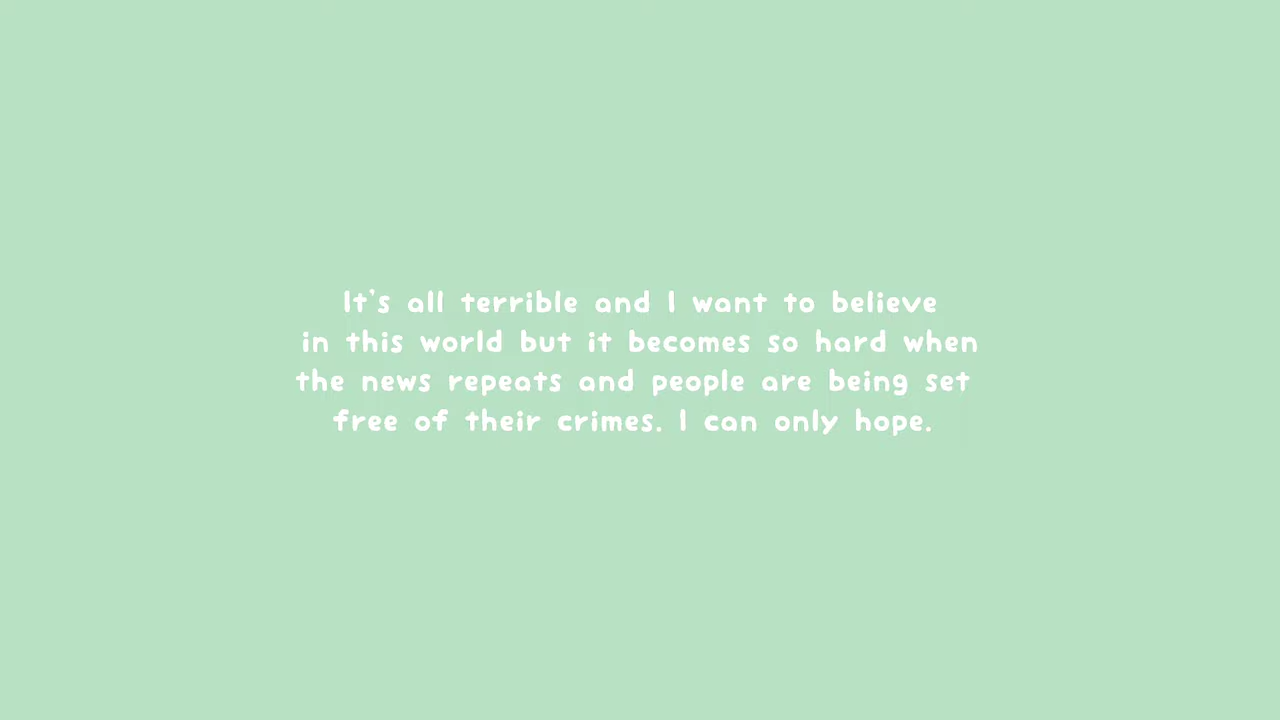 It's all terrible and I want to believe
in this world but it becomes so hard when
the news repeats and people are being set
free of their crimes. I can only hope.